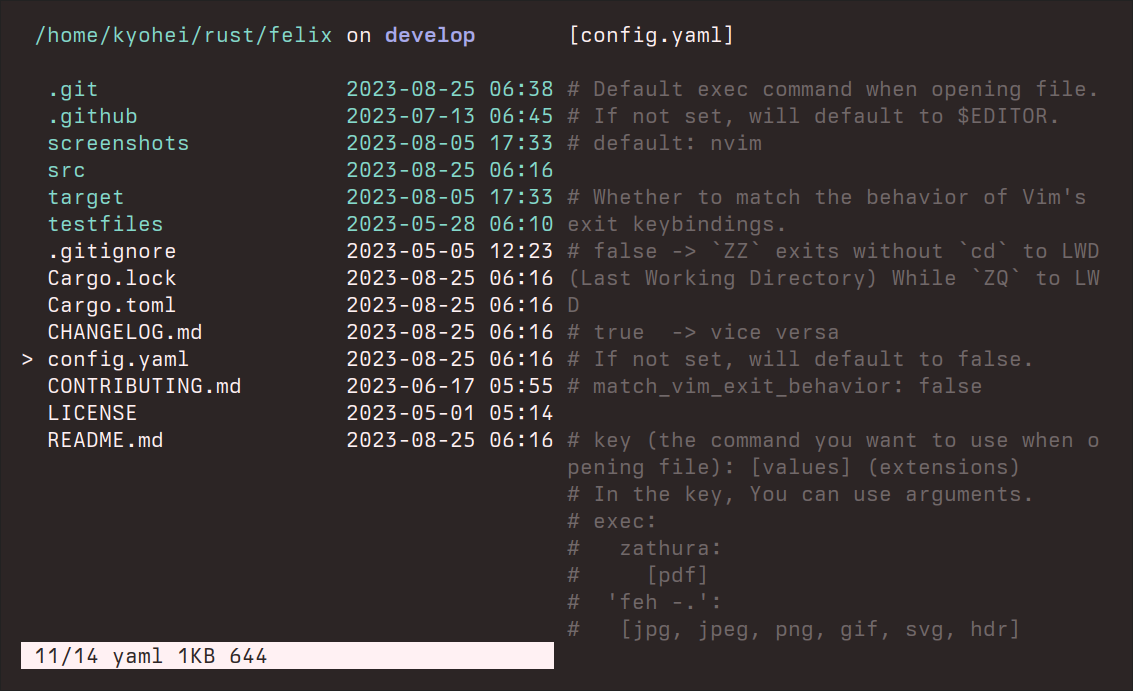 /home/kyohei/rust/felix on develop
.git 2023-08-25 06:38
.github 2023-07-13 06:45
screenshots 2023-08-05 17:33
src 2023-08-25 06:16
target 2023-08-05 17:33
testfiles 2023-05-28 06:10
.gitignore 2023-05-05 12:23
Cargo.lock 2023-08-25 06:16
Cargo.toml 2023-08-25 06:16
CHANGELOG.md 2023-08-25 06:16
> config.yaml 2023-08-25 06:16
CONTRIBUTING.md 2023-06-17 05:55
LICENSE 2023-05-01 05:14
README.md 2023-08-25 06:16
11/14 yaml 1KB 644
[config.yaml]
# Default exec command when opening file.
# If not set, will default to $EDITOR.
# default: nvim
# Whether to match the behavior of Vim's
exit keybindings.
# false -> `ZZ` exits without `cd` to LWD
(Last Working Directory) While `ZQ` to LW
D
# true  -> vice versa
# If not set, will default to false.
# match_vim_exit_behavior: false
# key (the command you want to use when o
pening file): [values] (extensions)
# In the key, You can use arguments.
# exec:
#   zathura:
#     [pdf]
#  'feh -.':
#   [jpg, jpeg, png, gif, svg, hdr]